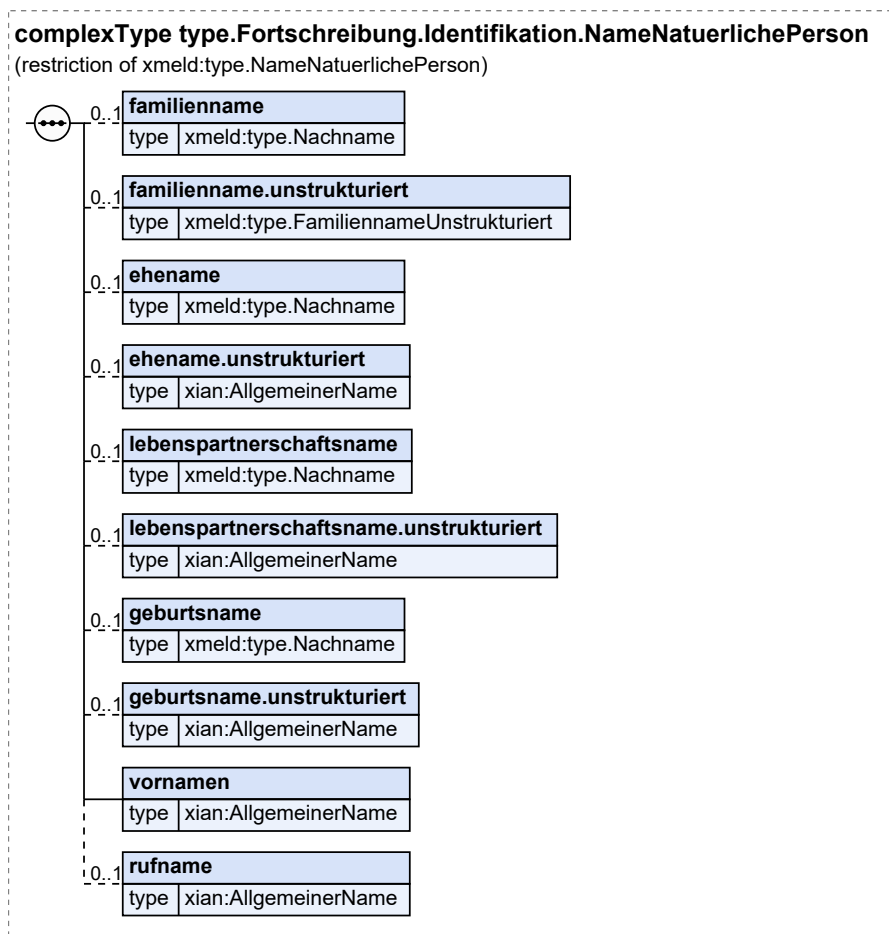 complexType type.Fortschreibung.Identifikation.NameNatuerlichePerson
(restriction of xmeld:type.NameNatuerlichePerson)
0..1 familienname
type xmeld:type.Nachname
0..1 familienname.unstrukturiert
type xmeld:type.FamiliennameUnstrukturiert
0..1 ehename
type xmeld:type.Nachname
0..1 ehename.unstrukturiert
type xian:AllgemeinerName
0..1 lebenspartnerschaftsname
type xmeld:type.Nachname
0..1 lebenspartnerschaftsname.unstrukturiert
type xian:AllgemeinerName
0..1 geburtsname
type xmeld:type.Nachname
0..1 geburtsname.unstrukturiert
type xian:AllgemeinerName
vornamen
type xian:AllgemeinerName
0..1 rufname
type xian:AllgemeinerName